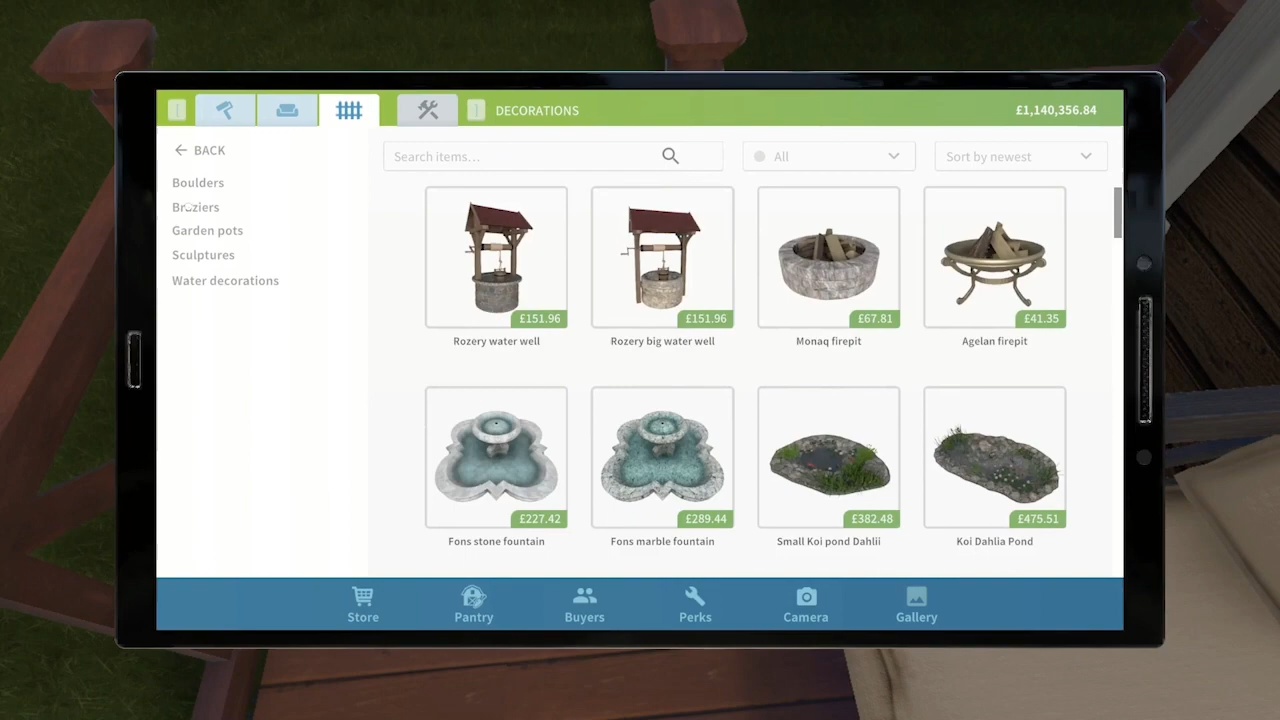 DECORATIONS
£1,140,356.84
BACK
Search items...
All
Sort by newest
Boulders
Braziers
Garden pots
Sculptures
Water decorations
£151.96
£151.96
£67.81
£41.35
Rozery water well
Rozery big water well
Monaq firepit
Agelan firepit
£227.42
£289.44
£382.48
£475.51
Fons stone fountain
Fons marble fountain
Small Koi pond Dahlii
Koi Dahlia Pond
Store
Pantry
Buyers
Perks
Camera
Gallery